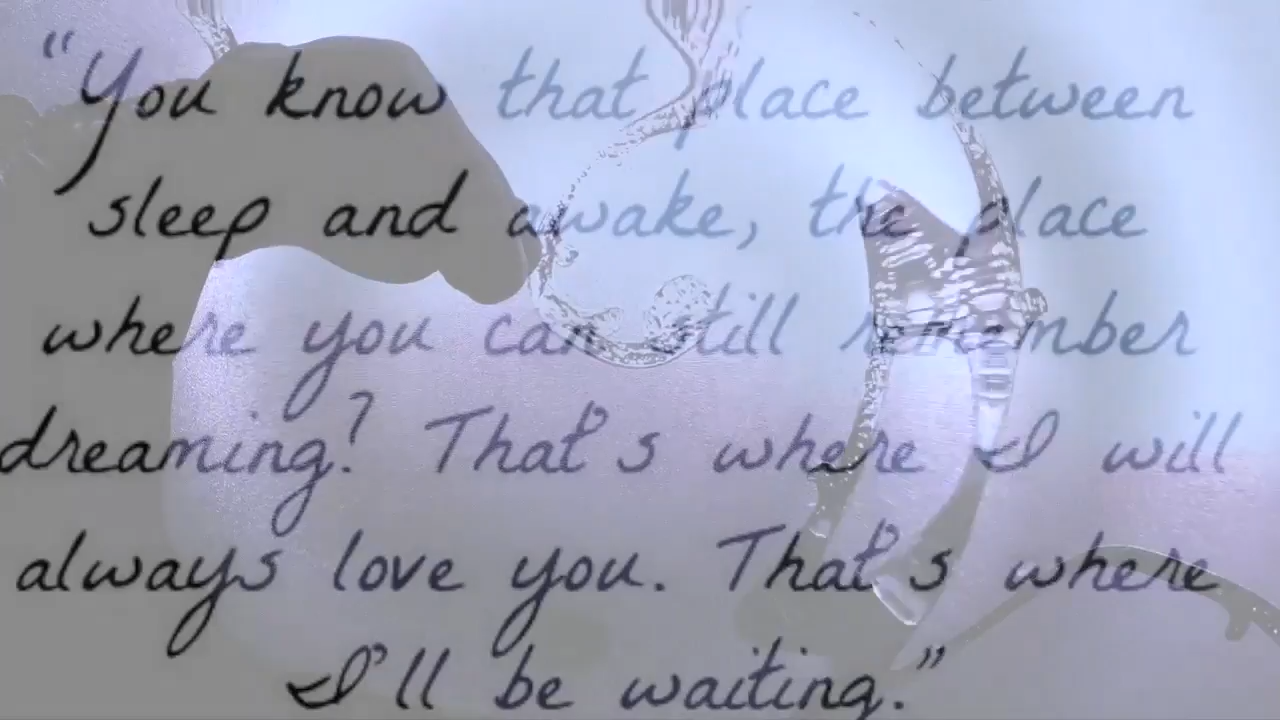 “You know that place between
sleep and awake, the place
where you can still remember
dreaming? That's where I will
always love you. That's where
I'll be waiting.”